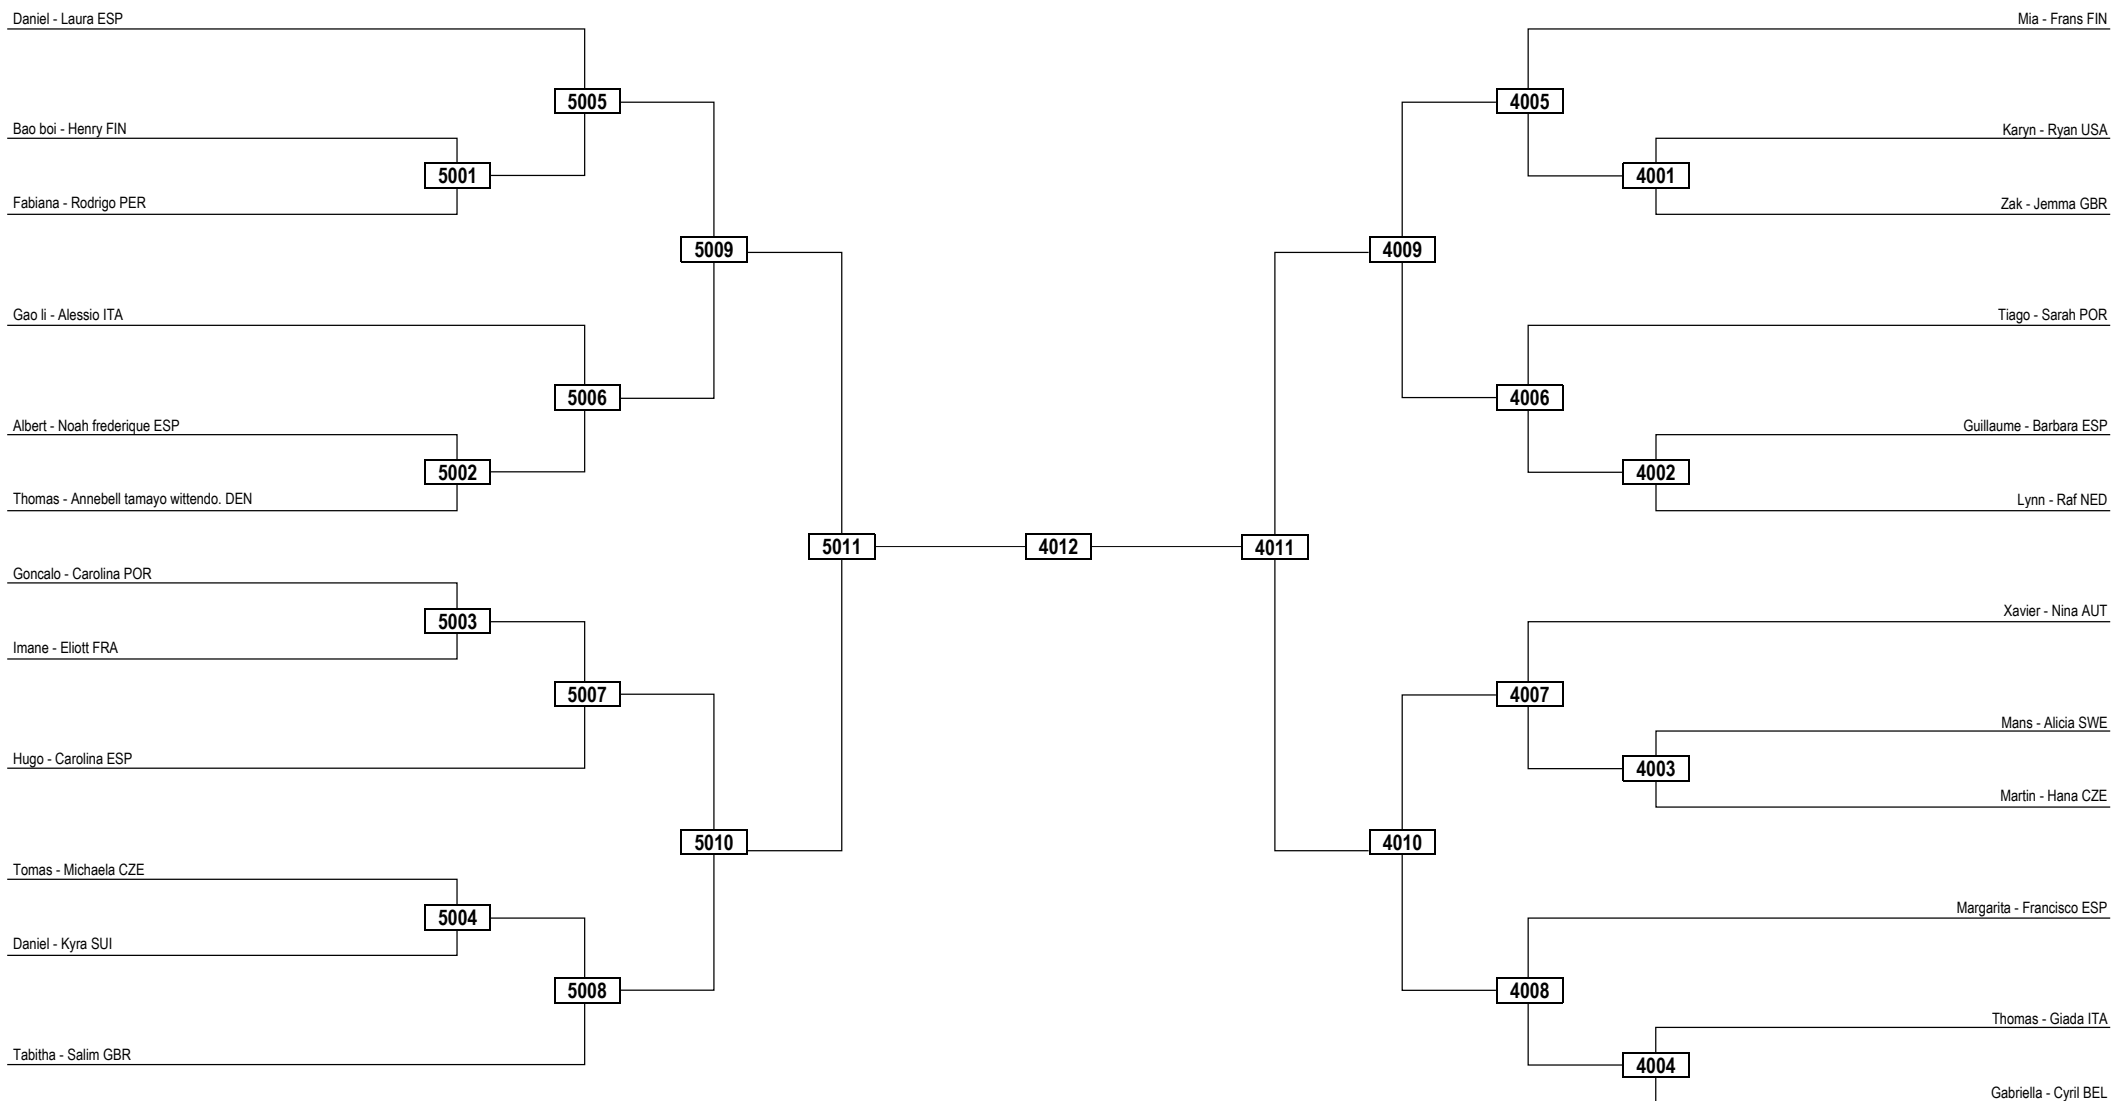 Daniel - Laura ESP
Mia - Frans FIN
5005
4005
Bao boi - Henry FIN
Karyn - Ryan USA
5001
4001
Fabiana - Rodrigo PER
Zak - Jemma GBR
5009
4009
Gao li - Alessio ITA
Tiago - Sarah POR
5006
4006
Albert - Noah frederique ESP
Guillaume - Barbara ESP
5002
4002
Thomas - Annebell tamayo wittendo. DEN
Lynn - Raf NED
5011
4012
4011
Goncalo - Carolina POR
Xavier - Nina AUT
5003
Imane - Eliott FRA
5007
4007
Mans - Alicia SWE
Hugo - Carolina ESP
4003
Martin - Hana CZE
5010
4010
Tomas - Michaela CZE
Margarita - Francisco ESP
5004
Daniel - Kyra SUI
5008
4008
Thomas - Giada ITA
Tabitha - Salim GBR
4004
Gabriella - Cyril BEL